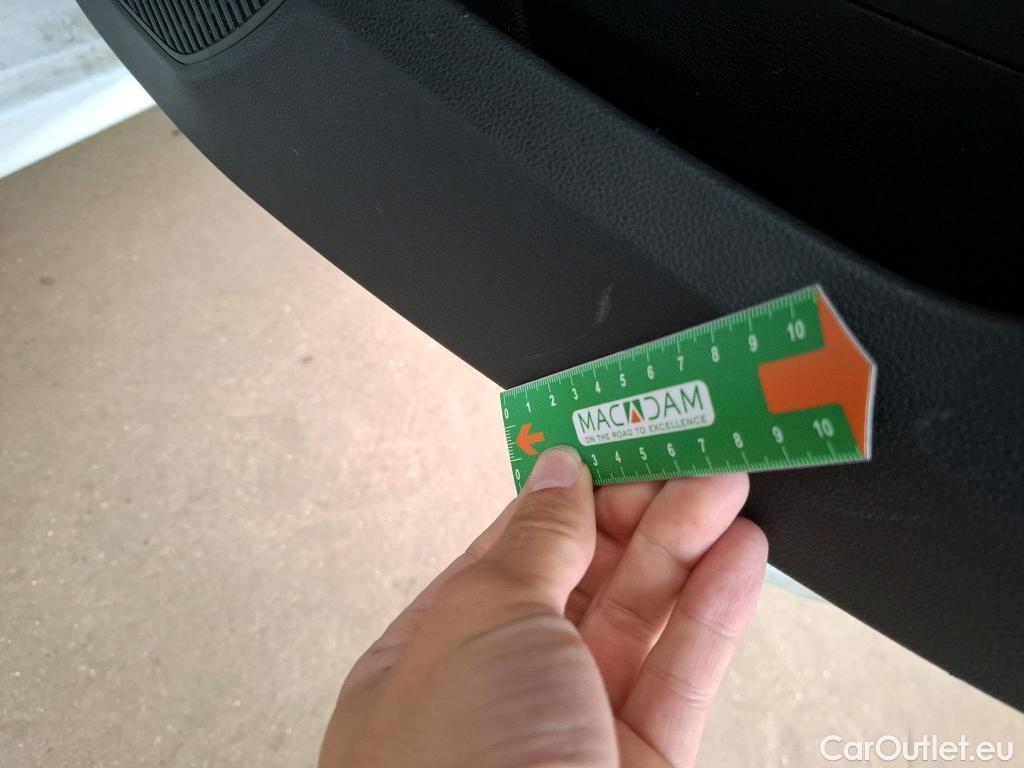 0 1 2 3 4 5 6 7 8 9 10
MACADAM
ON THE ROAD TO EXCELLENCE
0 3 4 5 6 7 8 9 10
CarOutlet.eu